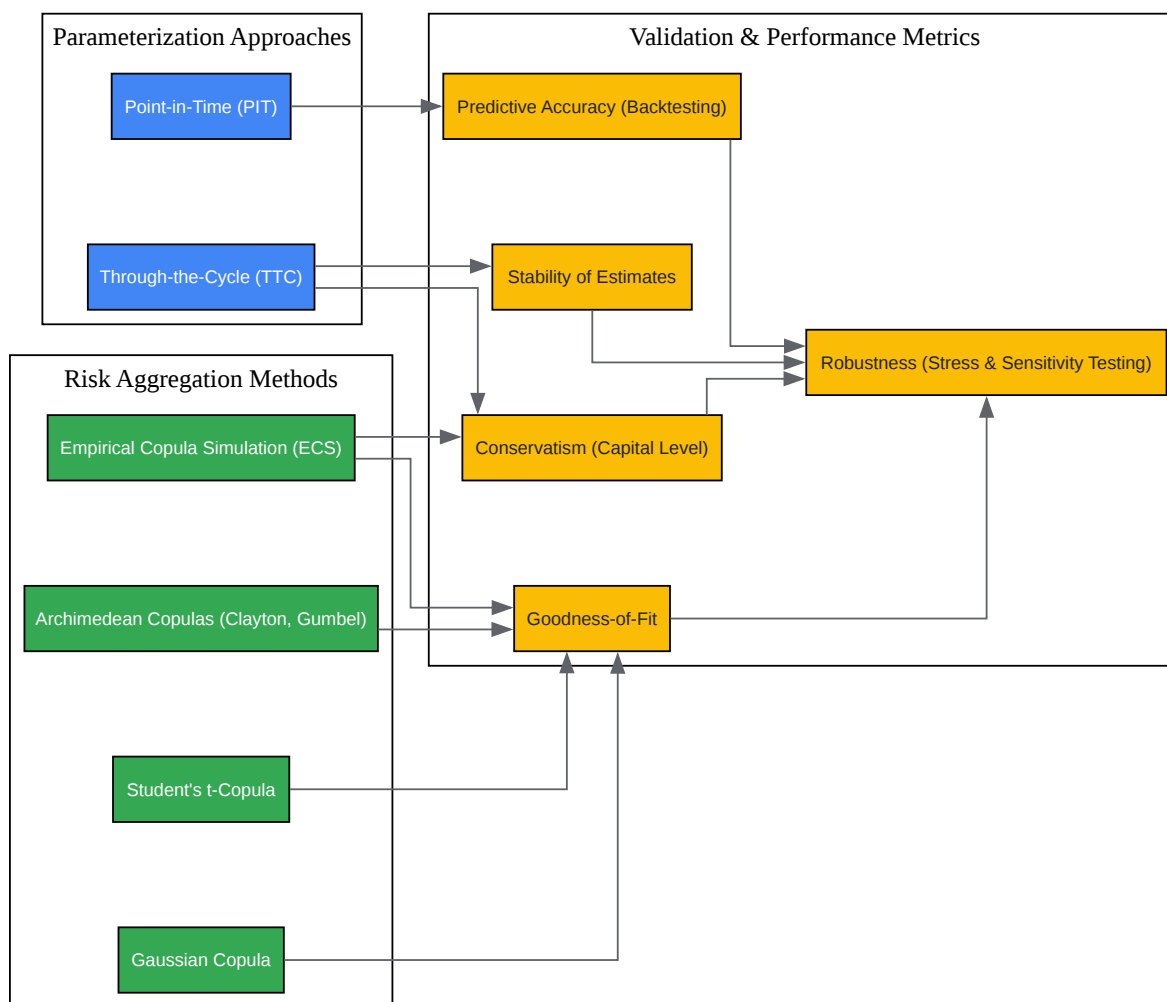 Parameterization Approaches
Point-in-Time (PIT)
Through-the-Cycle (TTC)
Risk Aggregation Methods
Empirical Copula Simulation (ECS)
Archimedean Copulas (Clayton, Gumbel)
Student's t-Copula
Gaussian Copula
Validation & Performance Metrics
Predictive Accuracy (Backtesting)
Stability of Estimates
Conservatism (Capital Level)
Goodness-of-Fit
Robustness (Stress & Sensitivity Testing)